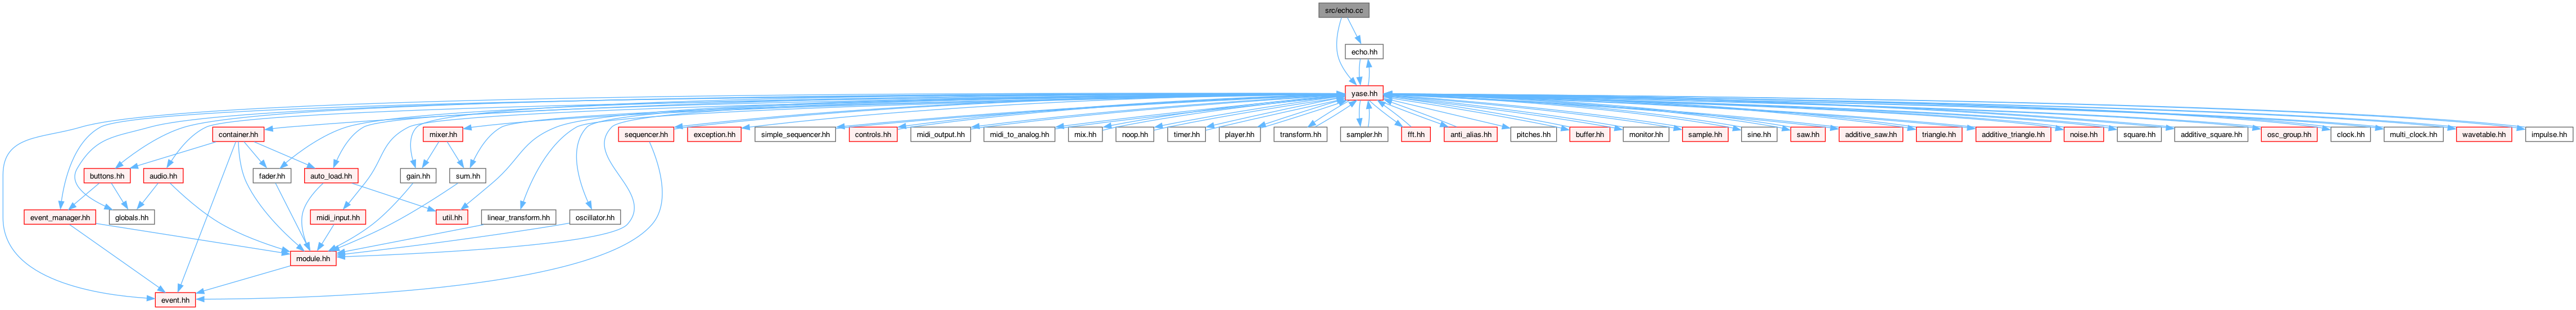 src/echo.cc
echo.hh
yase.hh
container.hh
mixer.hh
sequencer.hh
exception.hh
simple_sequencer.hh
controls.hh
midi_output.hh
midi_to_analog.hh
mix.hh
noop.hh
timer.hh
player.hh
transform.hh
sampler.hh
fft.hh
anti_alias.hh
pitches.hh
buffer.hh
monitor.hh
sample.hh
sine.hh
saw.hh
additive_saw.hh
triangle.hh
additive_triangle.hh
noise.hh
square.hh
additive_square.hh
osc_group.hh
clock.hh
multi_clock.hh
wavetable.hh
impulse.hh
buttons.hh
audio.hh
fader.hh
auto_load.hh
gain.hh
sum.hh
event_manager.hh
globals.hh
midi_input.hh
util.hh
linear_transform.hh
oscillator.hh
module.hh
event.hh